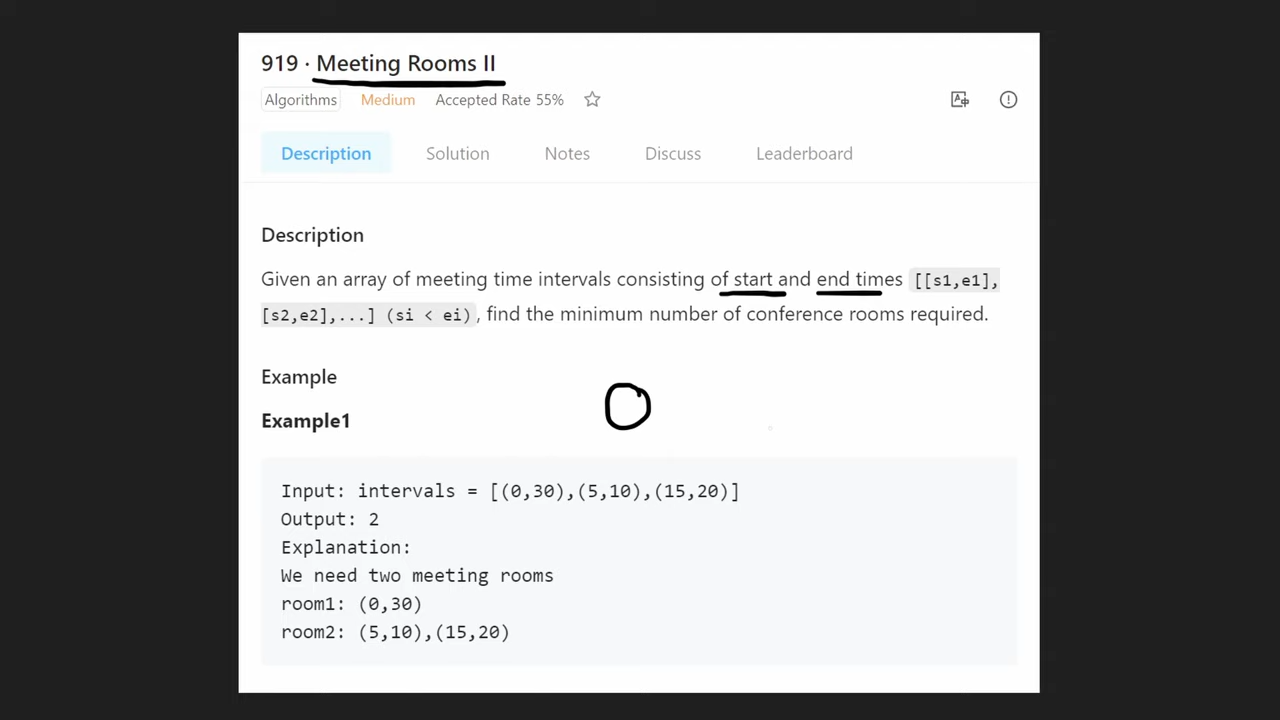 919 · Meeting Rooms II
Algorithms Medium Accepted Rate 55%
Description Solution Notes Discuss Leaderboard
Description
Given an array of meeting time intervals consisting of start and end times [[s1,e1],
[s2,e2],...] (si < ei), find the minimum number of conference rooms required.
Example
Example1
Input: intervals = [(0,30),(5,10),(15,20)]
Output: 2
Explanation:
We need two meeting rooms
room1: (0,30)
room2: (5,10),(15,20)